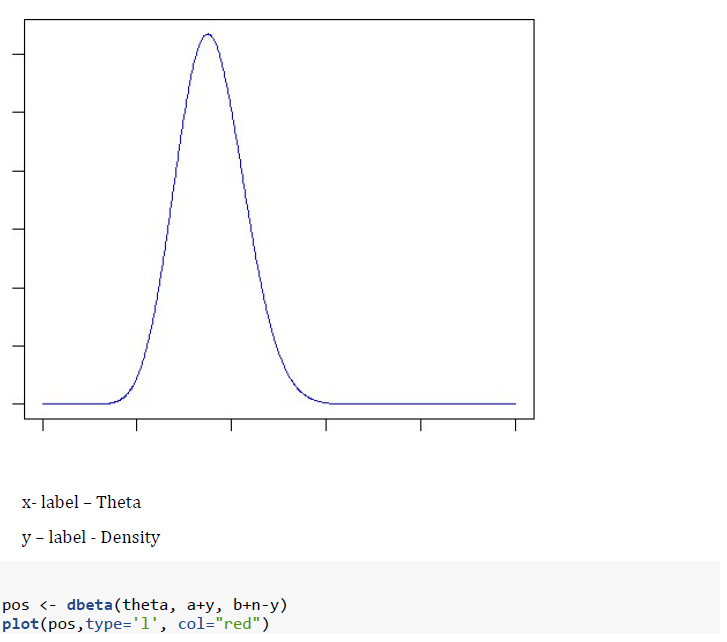 x- label – Theta
y – label - Density
pos <- dbeta(theta, a+y, b+n-y)
plot(pos,type='l', col="red")